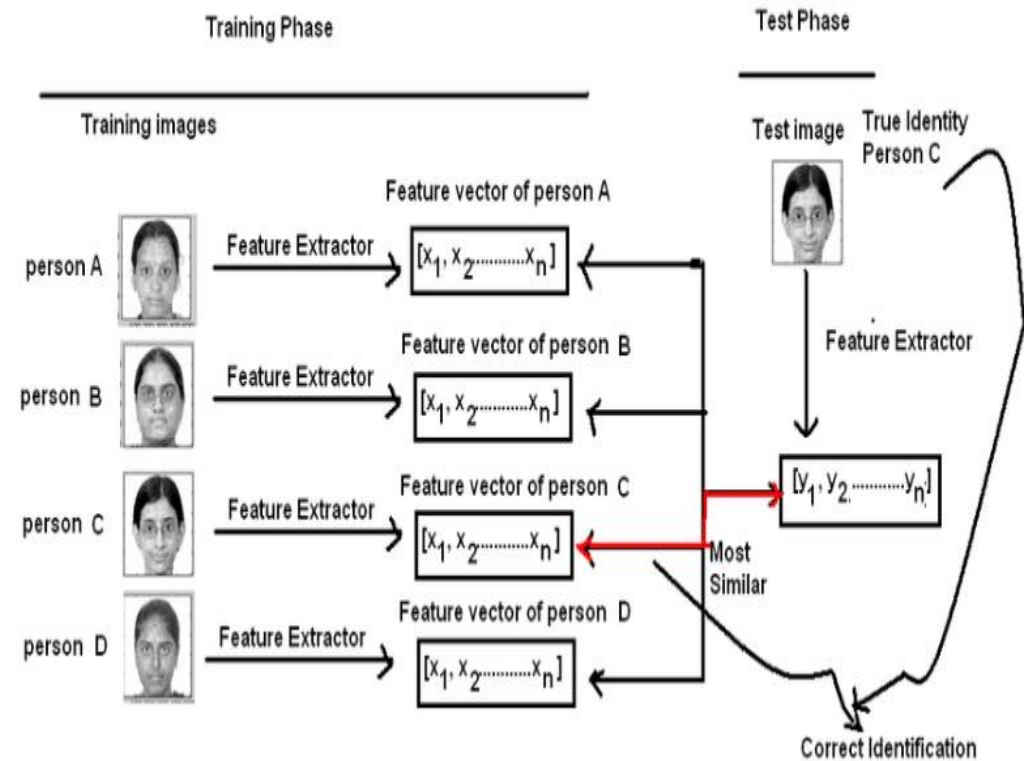 Training Phase
Test Phase
Training images
Test image
True Identity
Person C
Feature vector of person A
person A
Feature Extractor
[x1, x2...........xn]
Feature vector of person B
person B
Feature Extractor
[x1, x2...........xn]
Feature Extractor
Feature vector of person C
person C
Feature Extractor
[x1, x2...........xn]
[y1, y2...........yn]
Most
Similar
Feature vector of person D
person D
Feature Extractor
[x1, x2...........xn]
Correct Identification